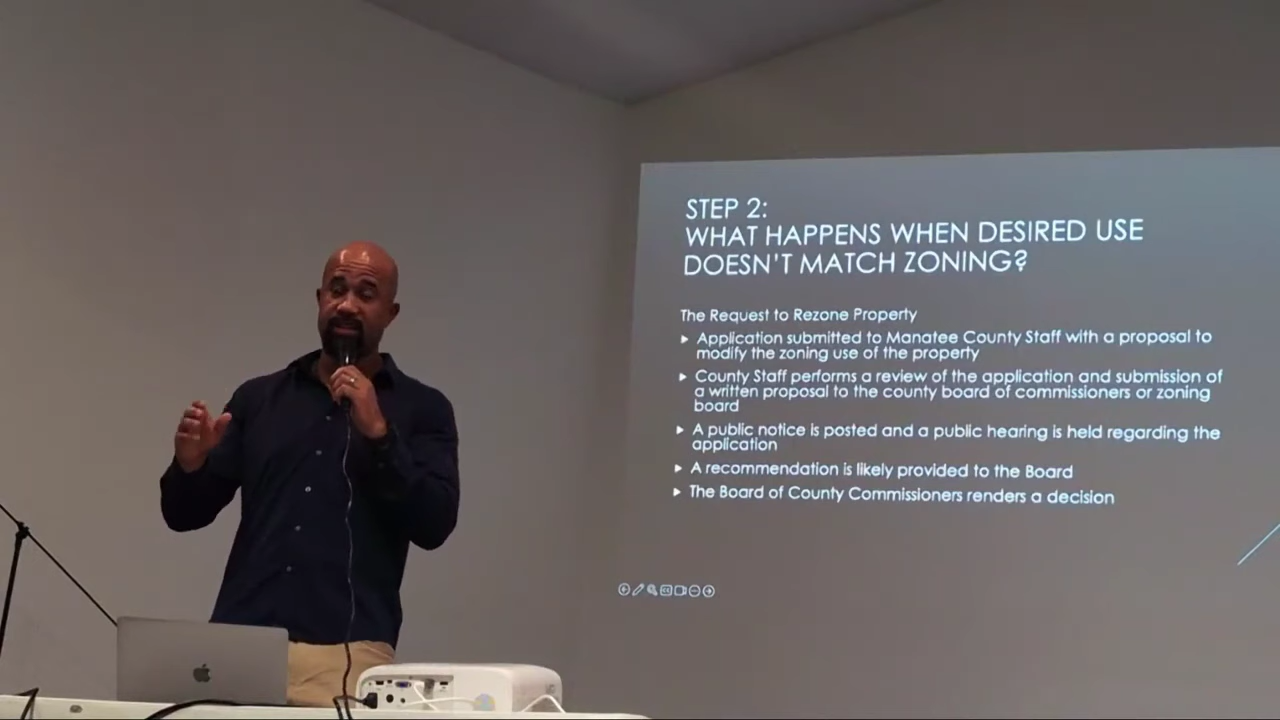 STEP 2:
WHAT HAPPENS WHEN DESIRED USE
DOESN'T MATCH ZONING?
The Request to Rezone Property
Application submitted to Manatee County Staff with a proposal to
modify the zoning use of the property
County Staff performs a review of the application and submission of
a written proposal to the county board of commissioners or zoning
board
A public notice is posted and a public hearing is held regarding the
application
A recommendation is likely provided to the Board
The Board of County Commissioners renders a decision